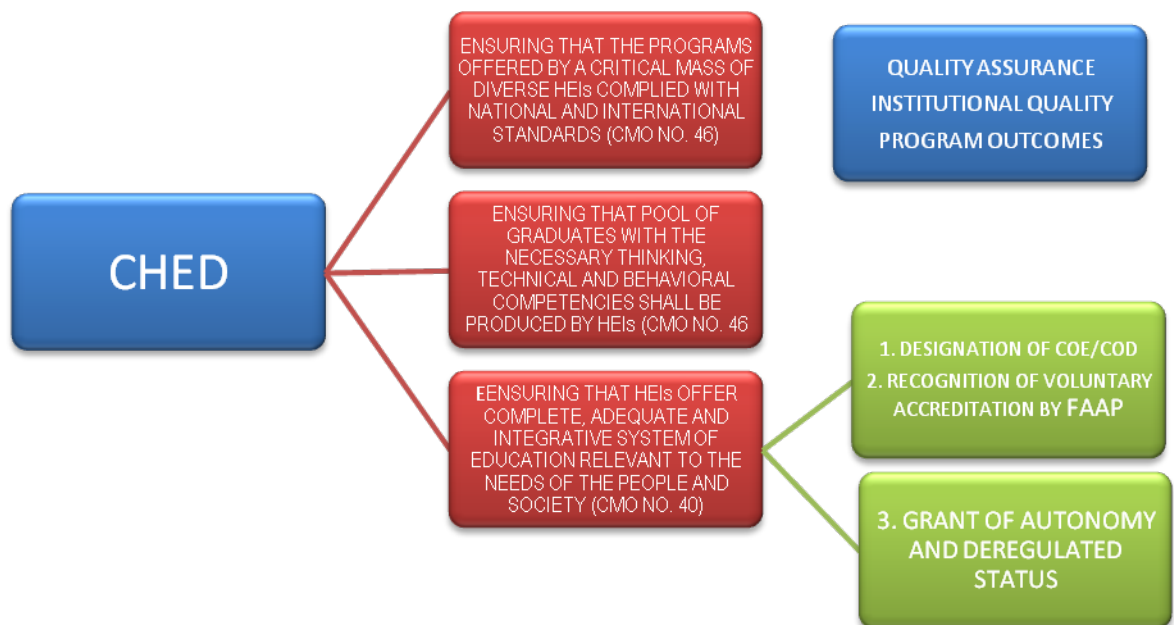 CHED
ENSURING THAT THE PROGRAMS
OFFERED BY A CRITICAL MASS OF
DIVERSE HEIs COMPLIED WITH
NATIONAL AND INTERNATIONAL
STANDARDS (CMO NO. 46)
ENSURING THAT POOL OF
GRADUATES WITH THE
NECESSARY THINKING,
TECHNICAL AND BEHAVIORAL
COMPETENCIES SHALL BE
PRODUCED BY HEIs (CMO NO. 46
EENSURING THAT HEIs OFFER
COMPLETE, ADEQUATE AND
INTEGRATIVE SYSTEM OF
EDUCATION RELEVANT TO THE
NEEDS OF THE PEOPLE AND
SOCIETY (CMO NO. 40)
QUALITY ASSURANCE
INSTITUTIONAL QUALITY
PROGRAM OUTCOMES
1. DESIGNATION OF COE/COD
2. RECOGNITION OF VOLUNTARY
ACCREDITATION BY FAAP
3. GRANT OF AUTONOMY
AND DEREGULATED
STATUS